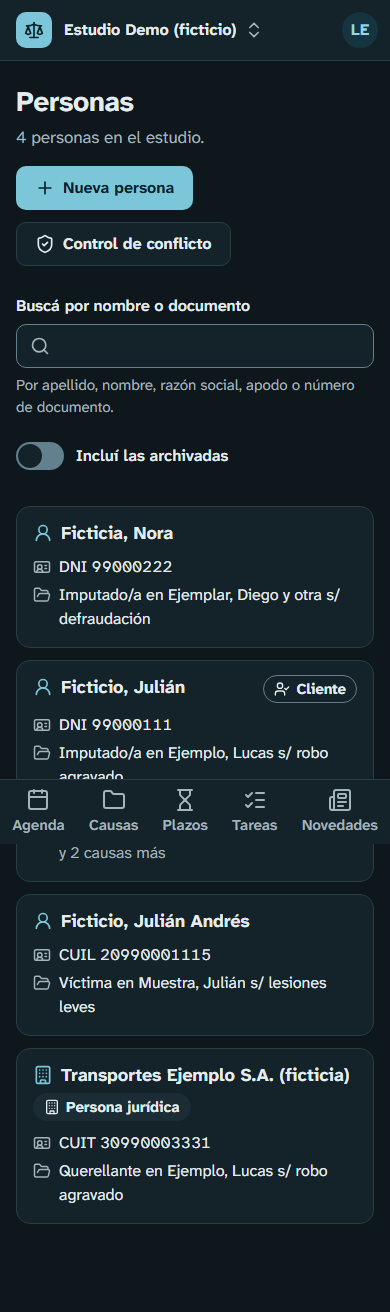 Estudio Demo (ficticio)
LE
Personas
4 personas en el estudio.
Nueva persona
Control de conflicto
Buscá por nombre o documento
Por apellido, nombre, razón social, apodo o número
de documento.
Incluí las archivadas
Ficticia, Nora
DNI 99000222
Imputado/a en Ejemplar, Diego y otra s/
defraudación
Ficticio, Julián
Cliente
DNI 99000111
Imputado/a en Ejemplo, Lucas s/ robo
agravado
Agenda Causas Plazos Tareas Novedades
y 2 causas más
Ficticio, Julián Andrés
CUIL 20990001115
Víctima en Muestra, Julián s/ lesiones
leves
Transportes Ejemplo S.A. (ficticia)
Persona jurídica
CUIT 30990003331
Querellante en Ejemplo, Lucas s/ robo
agravado